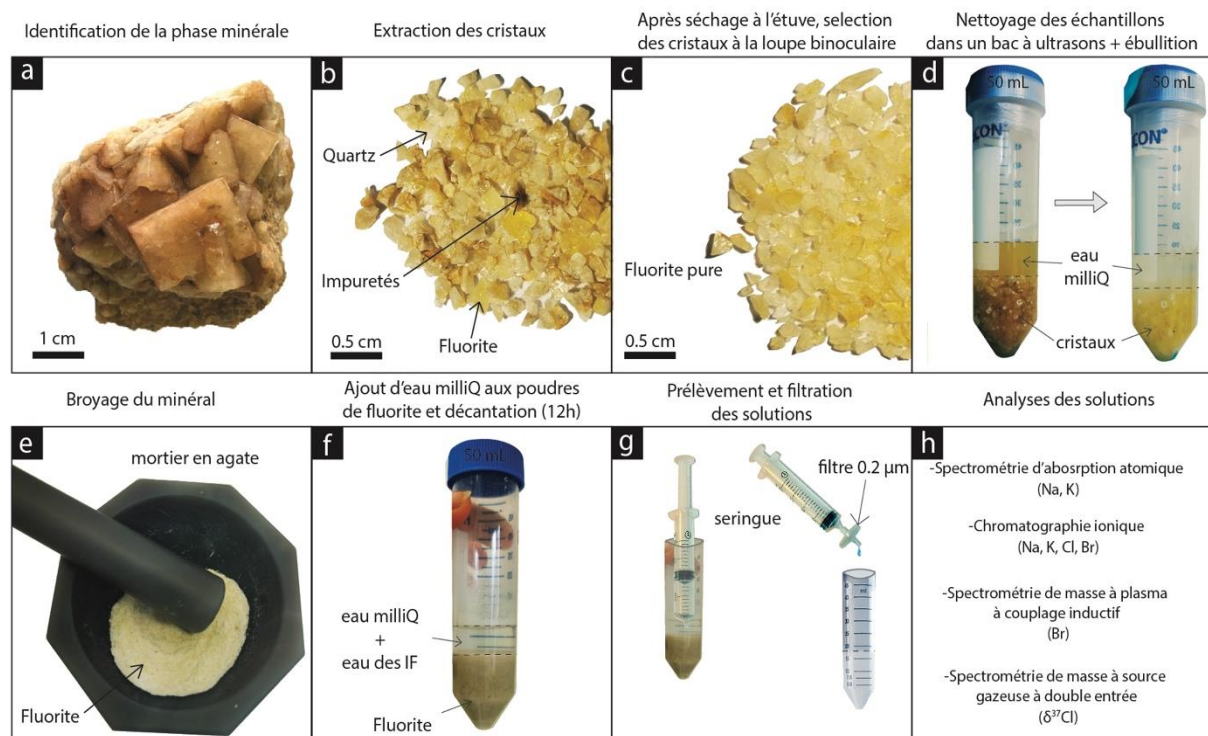 Identification de la phase minérale
a
1 cm
Extraction des cristaux
b
Quartz
Impuretés
0.5 cm
Fluorite
Après séchage à l'étuve, selection
des cristaux à la loupe binoculaire
c
Fluorite pure
0.5 cm
Nettoyage des échantillons
dans un bac à ultrasons + ébullition
d
50 mL
50 mL
CON
CON
eau
milliQ
cristaux
Broyage du minéral
e
mortier en agate
Fluorite
Ajout d'eau milliQ aux poudres
de fluorite et décantation (12h)
f
50 mL
eau milliQ
+
eau des IF
Fluorite
Prélèvement et filtration
des solutions
g
seringue
filtre 0.2 µm
Analyses des solutions
h
-Spectrométrie d'abosrption atomique
(Na, K)
-Chromatographie ionique
(Na, K, Cl, Br)
-Spectrométrie de masse à plasma
à couplage inductif
(Br)
-Spectrométrie de masse à source
gazeuse à double entrée
(δ³⁷Cl)